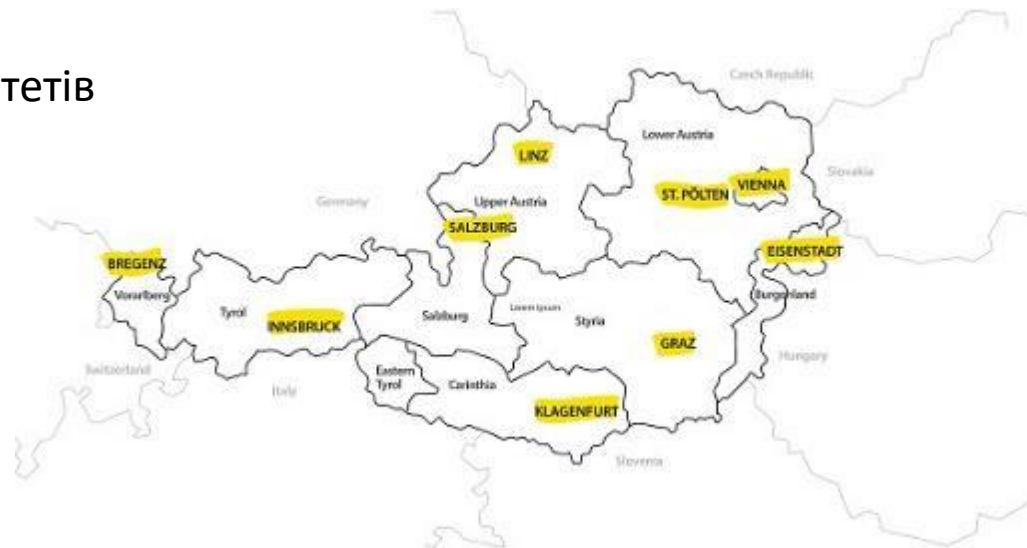 тетів
Czech Republic
Lower Austria
LINZ
Slovakia
ST. PÖLTEN
VIENNA
Germany
Upper Austria
SALZBURG
EISENSTADT
BREGENZ
Vorarlberg
Burgenland
Tyrol
Lorem Ipsum
INNSBRUCK
Salzburg
Styria
GRAZ
Hungary
Switzerland
Eastern
Tyrol
Carinthia
Italy
KLAGENFURT
Slovenia